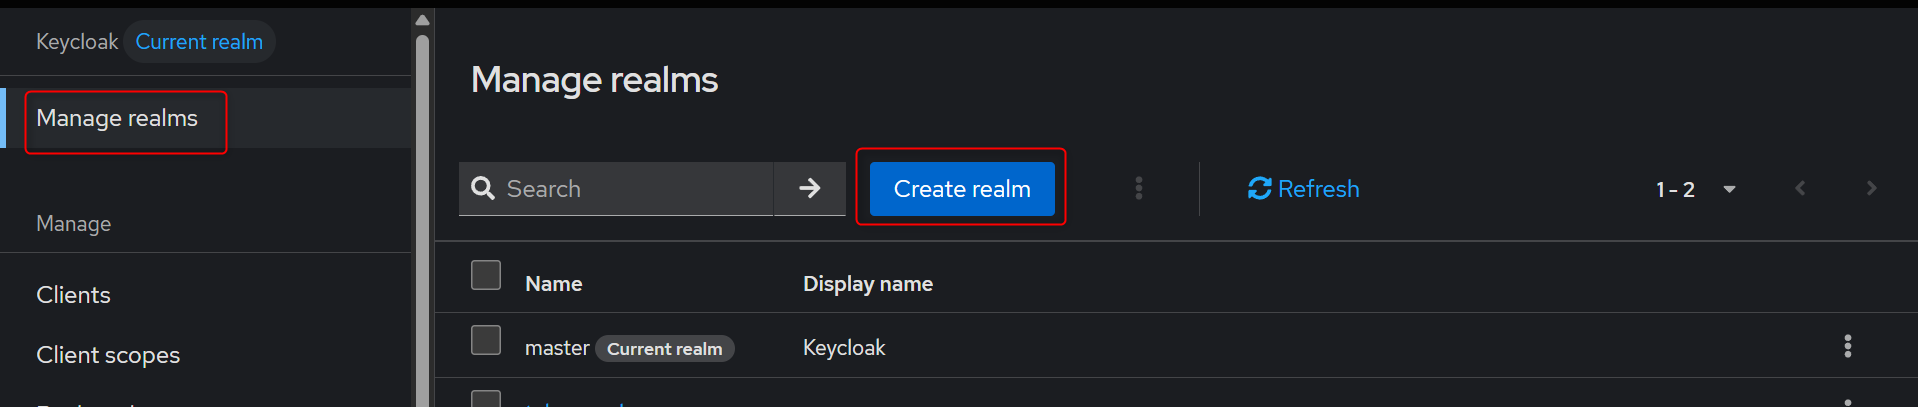 Keycloak Current realm
Manage realms
Manage
Clients
Client scopes
Manage realms
Search
Create realm
Refresh
1 - 2
Name Display name
master Current realm Keycloak